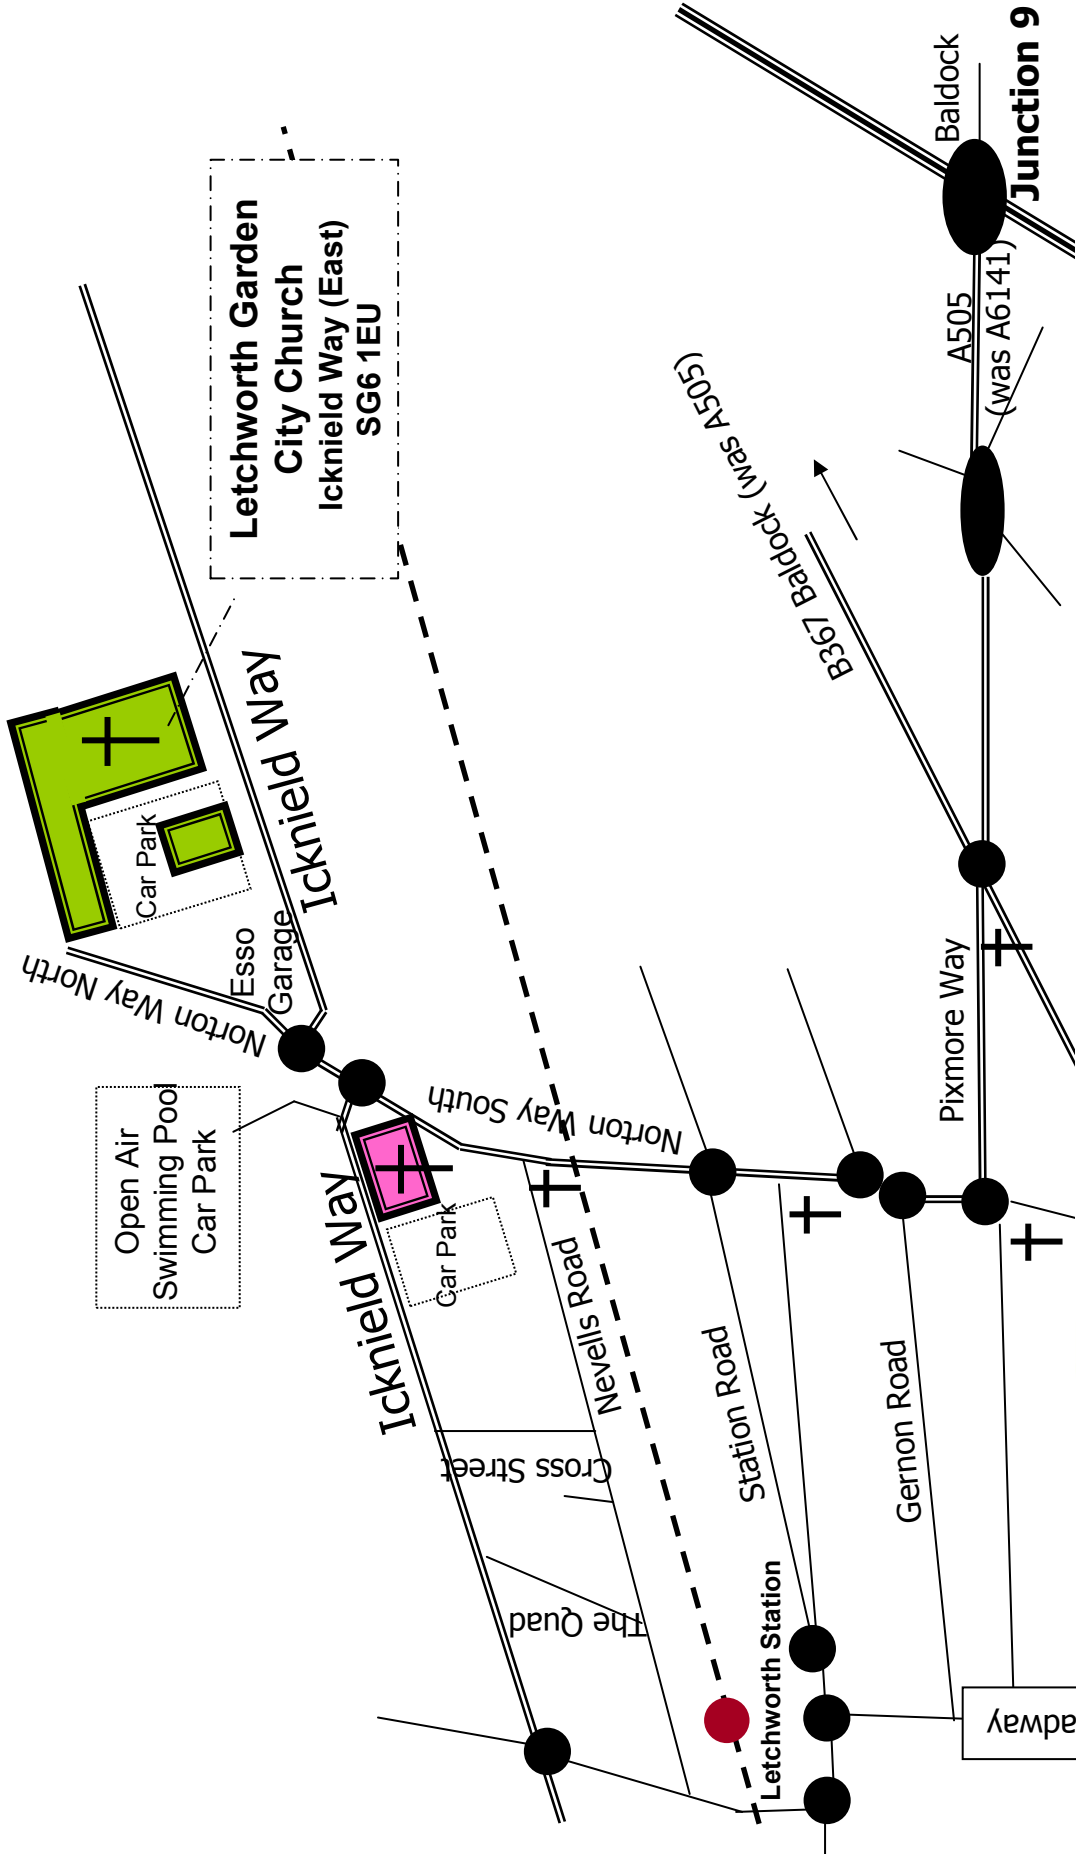 Letchworth Garden
City Church
Icknield Way (East)
SG6 1EU
Open Air
Swimming Pool
Car Park
Norton Way North
Esso
Garage
Car Park
Icknield Way
Icknield Way
Car Park
Norton Way South
Nevells Road
Cross Street
The Quad
Letchworth Station
Station Road
Gernon Road
Pixmore Way
B367 Baldock (was A505)
A505
(was A6141)
Baldock
Junction 9